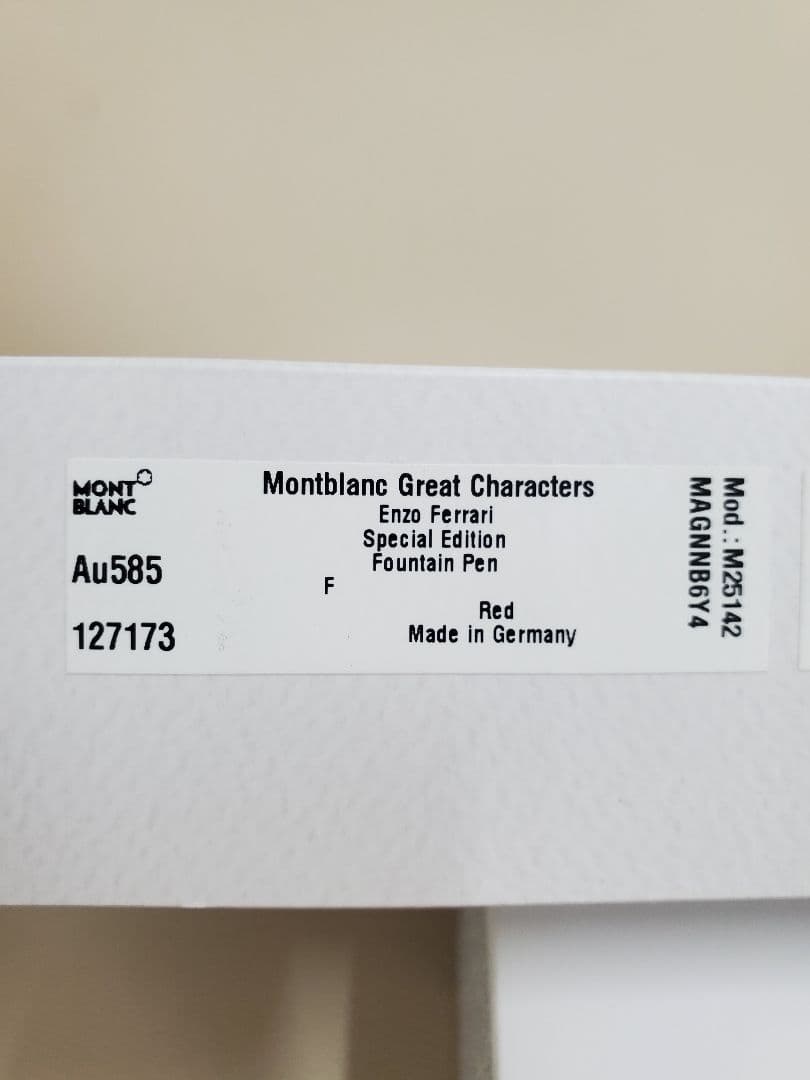 MONT
BLANC
Au585
127173
Montblanc Great Characters
Enzo Ferrari
Special Edition
Fountain Pen
F
Red
Made in Germany
Mod.: M25142
MAGNNB6Y4